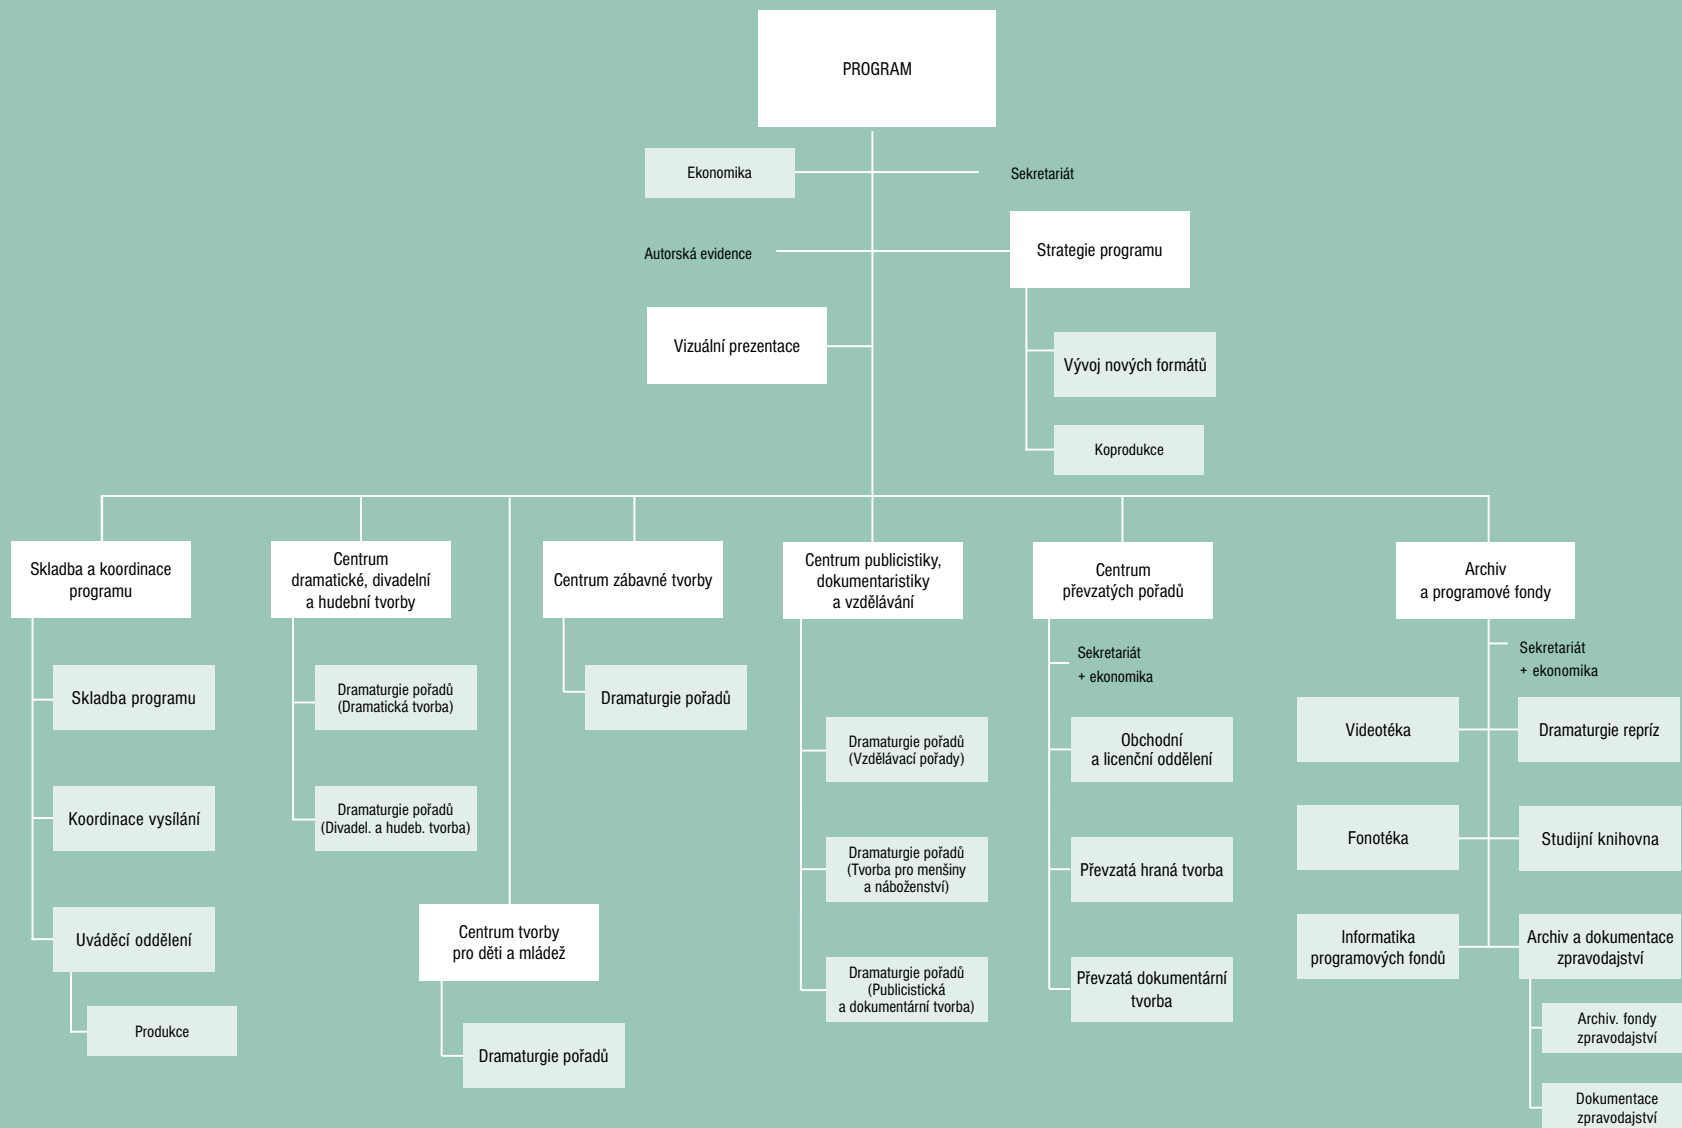 PROGRAM
Ekonomika
Sekretariát
Autorská evidence
Strategie programu
Vizuální prezentace
Vývoj nových formátů
Koprodukce
Skladba a koordinace
programu
Skladba programu
Koordinace vysílání
Uváděcí oddělení
Produkce
Centrum
dramatické, divadelní
a hudební tvorby
Dramaturgie pořadů
(Dramatická tvorba)
Dramaturgie pořadů
(Divadel. a hudeb. tvorba)
Centrum tvorby
pro děti a mládež
Dramaturgie pořadů
Centrum zábavné tvorby
Dramaturgie pořadů
Centrum publicistiky,
dokumentaristiky
a vzdělávání
Dramaturgie pořadů
(Vzdělávací pořady)
Dramaturgie pořadů
(Tvorba pro menšiny
a náboženství)
Dramaturgie pořadů
(Publicistická
a dokumentární tvorba)
Centrum
převzatých pořadů
Sekretariát
+ ekonomika
Obchodní
a licenční oddělení
Převzatá hraná tvorba
Převzatá dokumentární
tvorba
Archiv
a programové fondy
Sekretariát
+ ekonomika
Videotéka
Dramaturgie repríz
Fonotéka
Studijní knihovna
Informatika
programových fondů
Archiv a dokumentace
zpravodajství
Archiv. fondy
zpravodajství
Dokumentace
zpravodajství